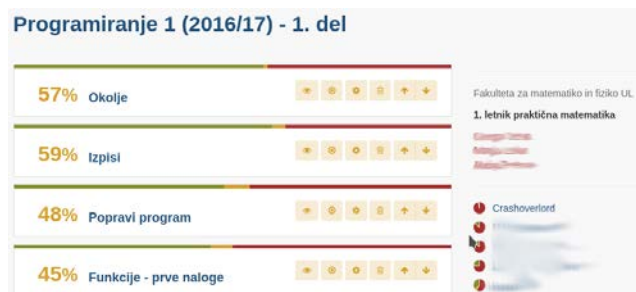 Programiranje 1 (2016/17) - 1. del
57% Okolje
59% Izpisi
48% Popravi program
45% Funkcije - prve naloge
Fakulteta za matematiko in fiziko UL
1. letnik praktična matematika
Crashoverlord